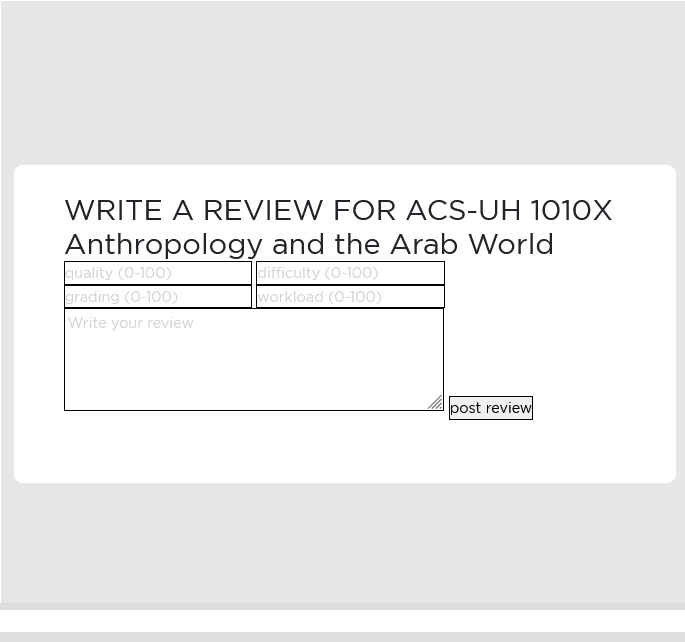 WRITE A REVIEW FOR ACS-UH 1010X
Anthropology and the Arab World
quality (0-100) difficulty (0-100)
grading (0-100) workload (0-100)
Write your review
post review